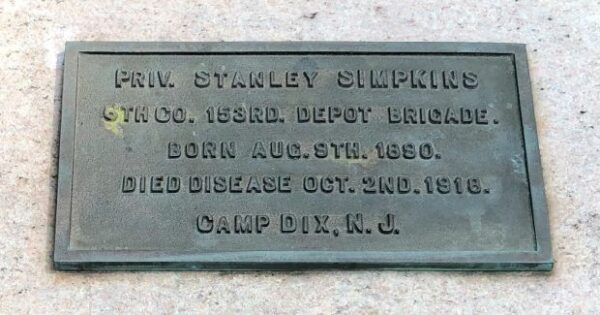 PRIV. STANLEY SIMPKINS
6TH CO. 153RD. DEPOT BRIGADE.
BORN AUG. 9TH. 1890.
DIED DISEASE OCT. 2ND. 1918.
CAMP DIX, N. J.